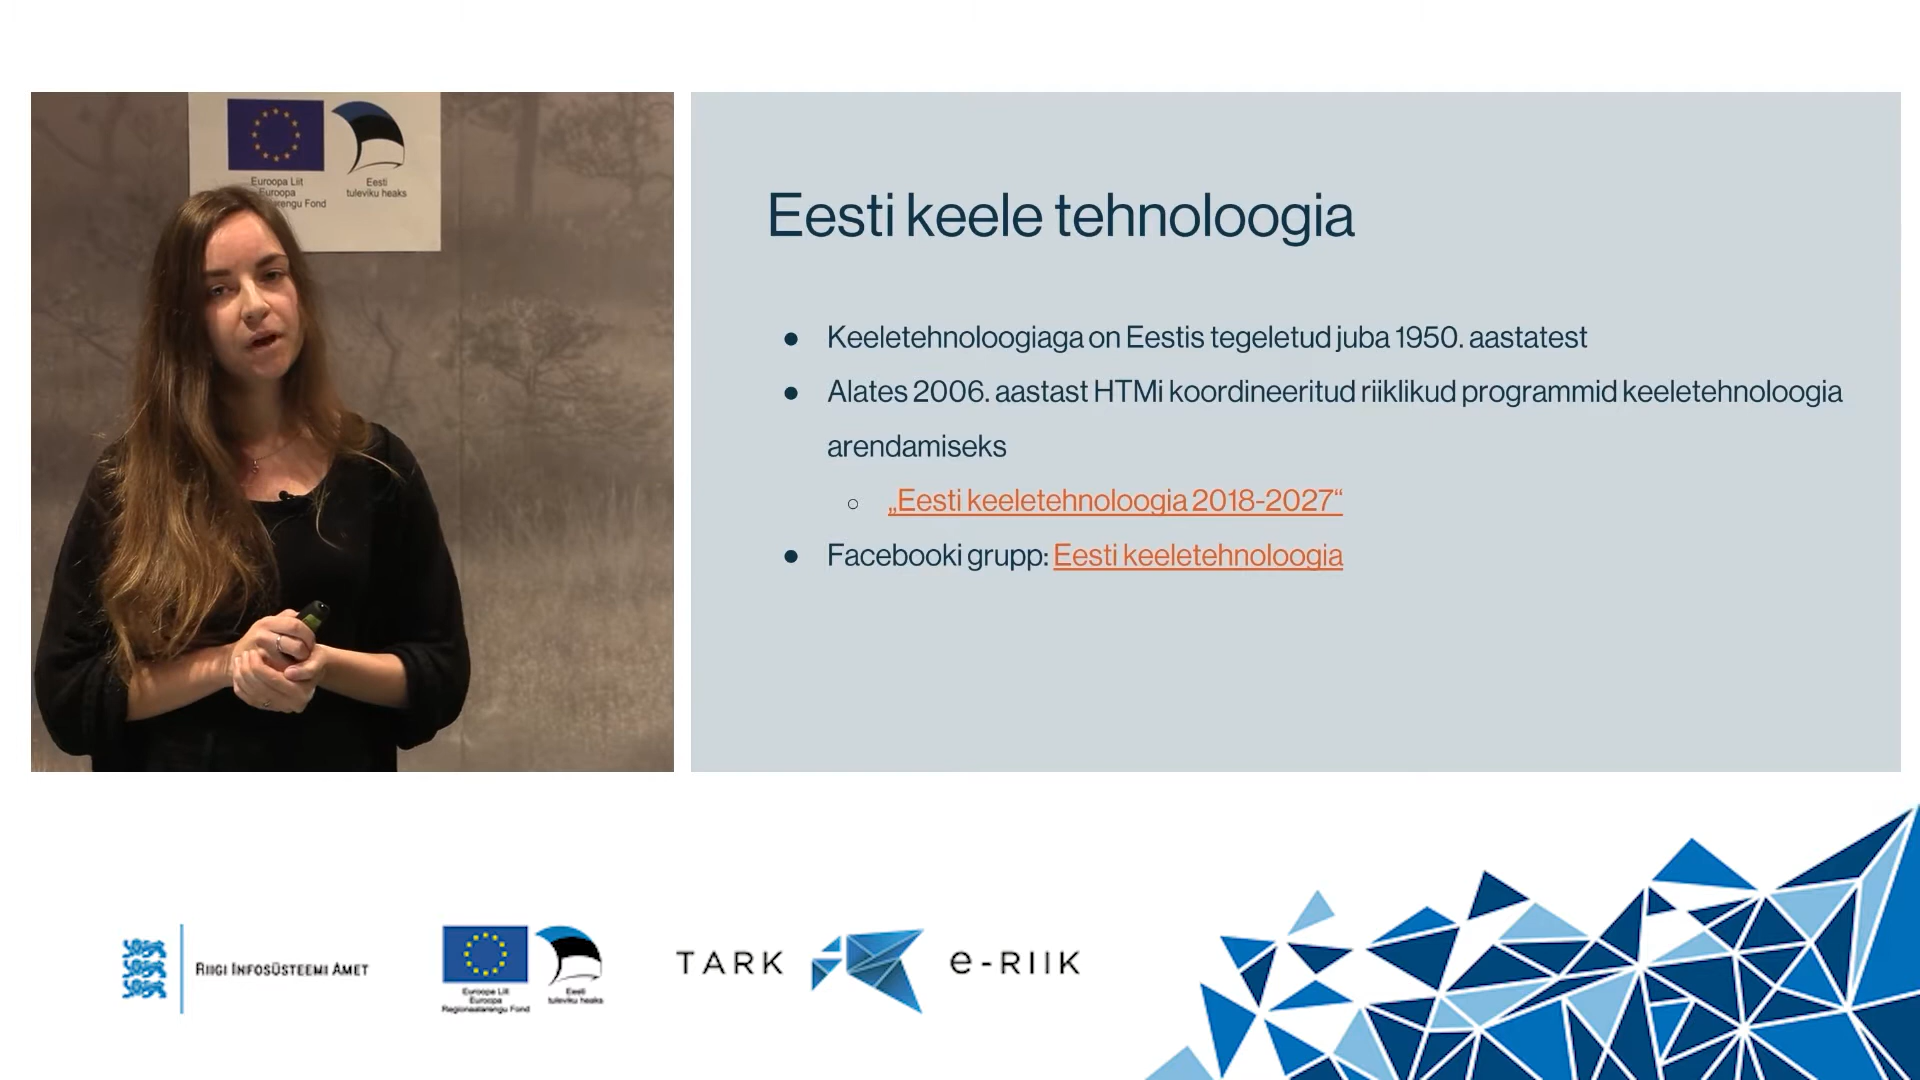 Euroopa Liit
Euroopa
Eesti
tuleviku heaks
Fond
Eesti keele tehnoloogia
● Keeletehnoloogiaga on Eestis tegeletud juba 1950. aastatest
● Alates 2006. aastast HTMi koordineeritud riiklikud programmid keeletehnoloogia
arendamiseks
○ „Eesti keeletehnoloogia 2018-2027“
● Facebooki grupp: Eesti keeletehnoloogia
RIIGI INFOSÜSTEEMI AMET
Euroopa Liit
Euroopa
Regionaalarengu Fond
Eesti
tuleviku heaks
TARK e-RIIK